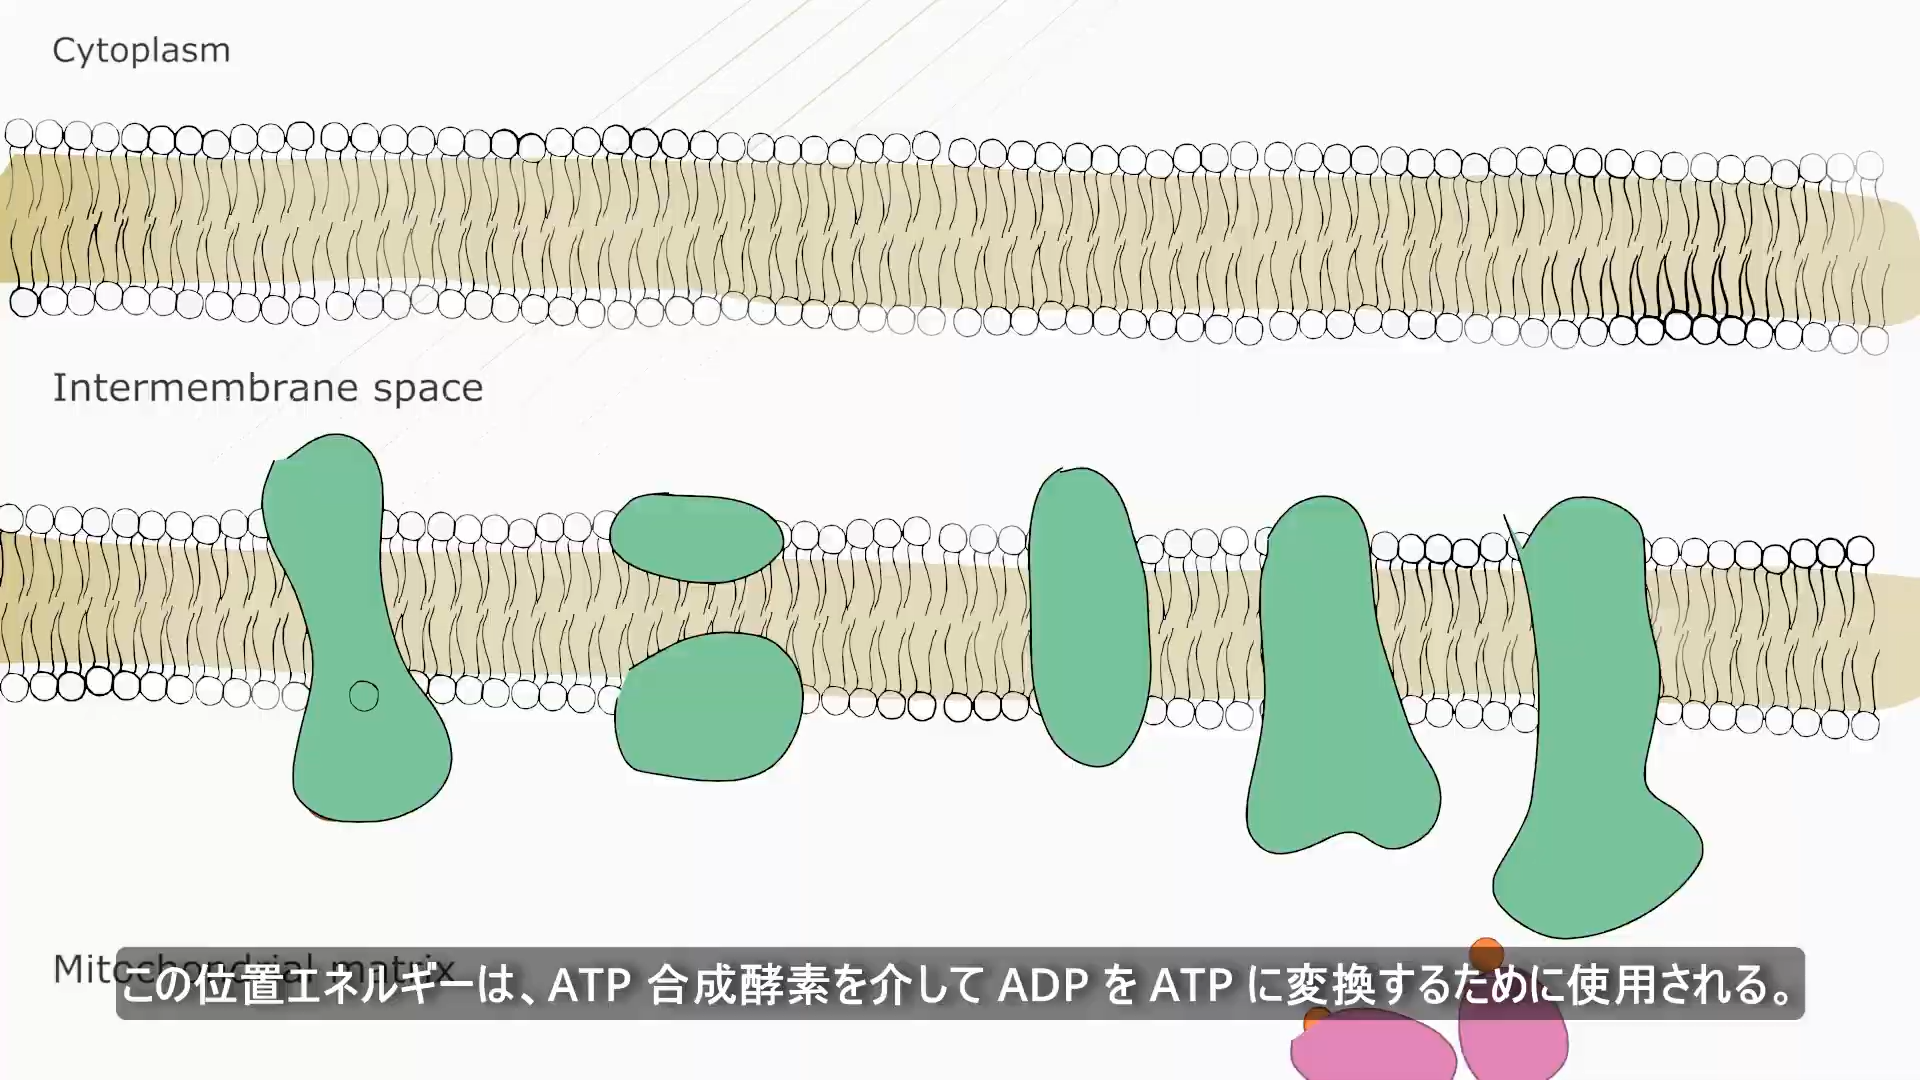 Cytoplasm
Intermembrane space
Mitochondrial matrix
この位置エネルギーは、ATP 合成酵素を介して ADP を ATP に変換するために使用される。